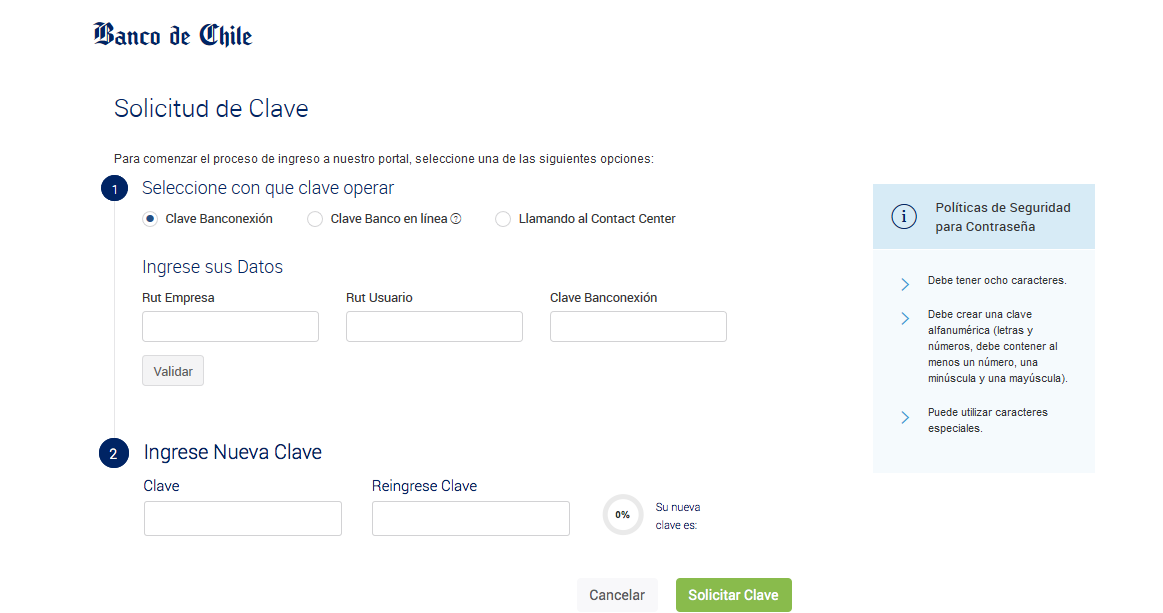 Banco de Chile
Solicitud de Clave
Para comenzar el proceso de ingreso a nuestro portal, seleccione una de las siguientes opciones:
1 Seleccione con que clave operar
Clave Banconexión Clave Banco en línea ? Llamando al Contact Center
Ingrese sus Datos
Rut Empresa Rut Usuario Clave Banconexión
Validar
2 Ingrese Nueva Clave
Clave Reingrese Clave
0% Su nueva
clave es:
Cancelar Solicitar Clave
i Políticas de Seguridad
para Contraseña
Debe tener ocho caracteres.
Debe crear una clave
alfanumérica (letras y
números, debe contener al
menos un número, una
minúscula y una mayúscula).
Puede utilizar caracteres
especiales.